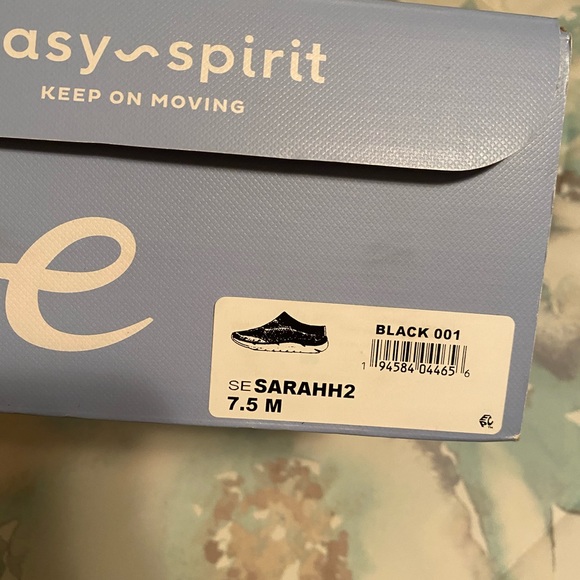 asy~spirit
KEEP ON MOVING
e
BLACK 001
1 94584 04465 6
SE SARAHH2
7.5 M